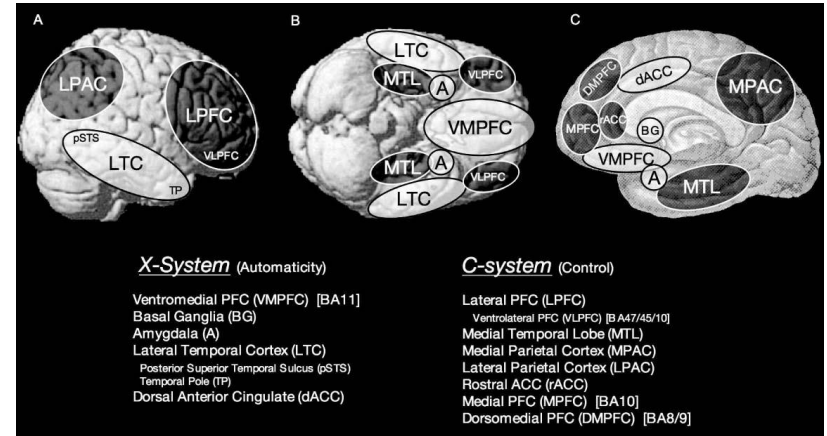 A
B
C
LPAC
LPFC
pSTS
LTC
VLPFC
TP
LTC
MTL
A
VLPFC
VMPFC
MTL
A
VLPFC
LTC
DMPFC
dACC
MPAC
MPFC
rACC
BG
VMPFC
A
MTL
X-System (Automaticity)
Ventromedial PFC (VMPFC) [BA11]
Basal Ganglia (BG)
Amygdala (A)
Lateral Temporal Cortex (LTC)
Posterior Superior Temporal Sulcus (pSTS)
Temporal Pole (TP)
Dorsal Anterior Cingulate (dACC)
C-system (Control)
Lateral PFC (LPFC)
Ventrolateral PFC (VLPFC) [BA47/45/10]
Medial Temporal Lobe (MTL)
Medial Parietal Cortex (MPAC)
Lateral Parietal Cortex (LPAC)
Rostral ACC (rACC)
Medial PFC (MPFC) [BA10]
Dorsomedial PFC (DMPFC) [BA8/9]